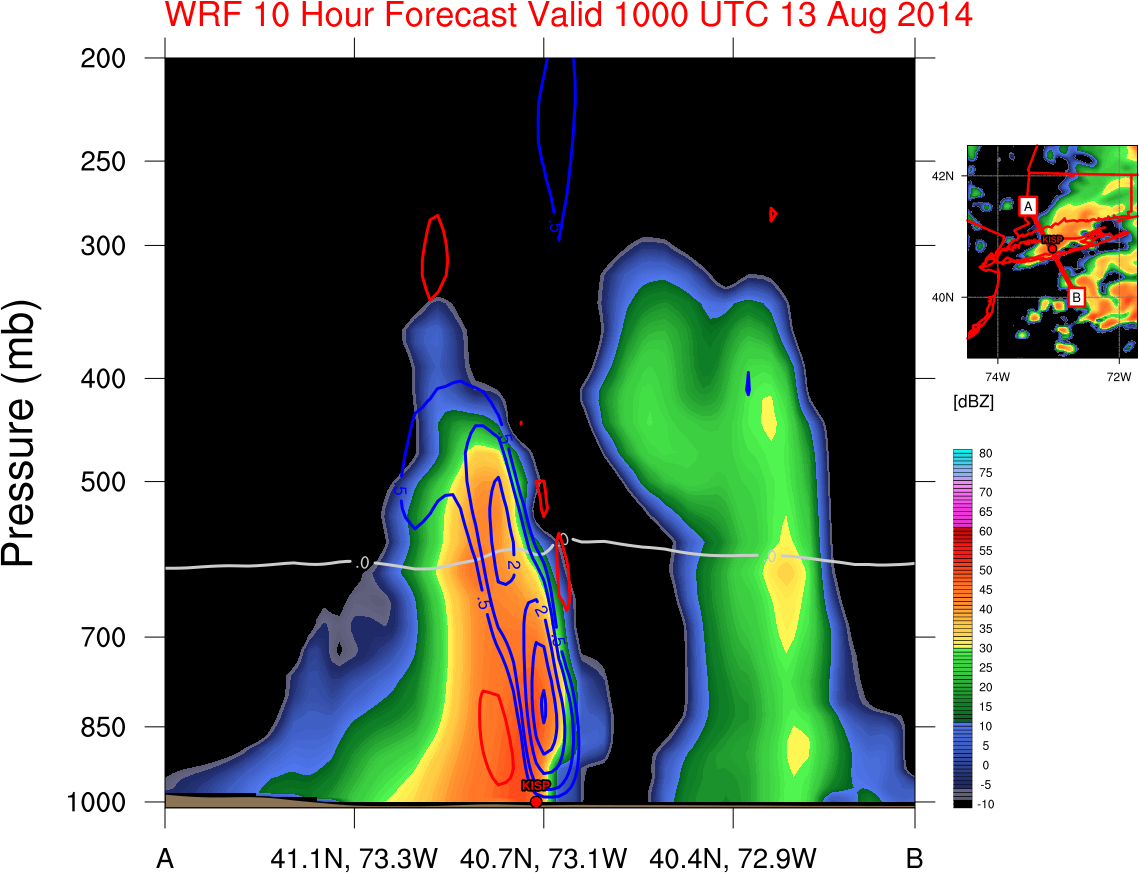 WRF 10 Hour Forecast Valid 1000 UTC 13 Aug 2014
Pressure (mb)
200
250
300
400
500
700
850
1000
.5
.5
.5
.0
.0
.0
2
.5
2
.5
KISP
A
41.1N, 73.3W
40.7N, 73.1W
40.4N, 72.9W
B
42N
40N
A
KISP
B
74W
72W
[dBZ]
80
75
70
65
60
55
50
45
40
35
30
25
20
15
10
5
0
-5
-10